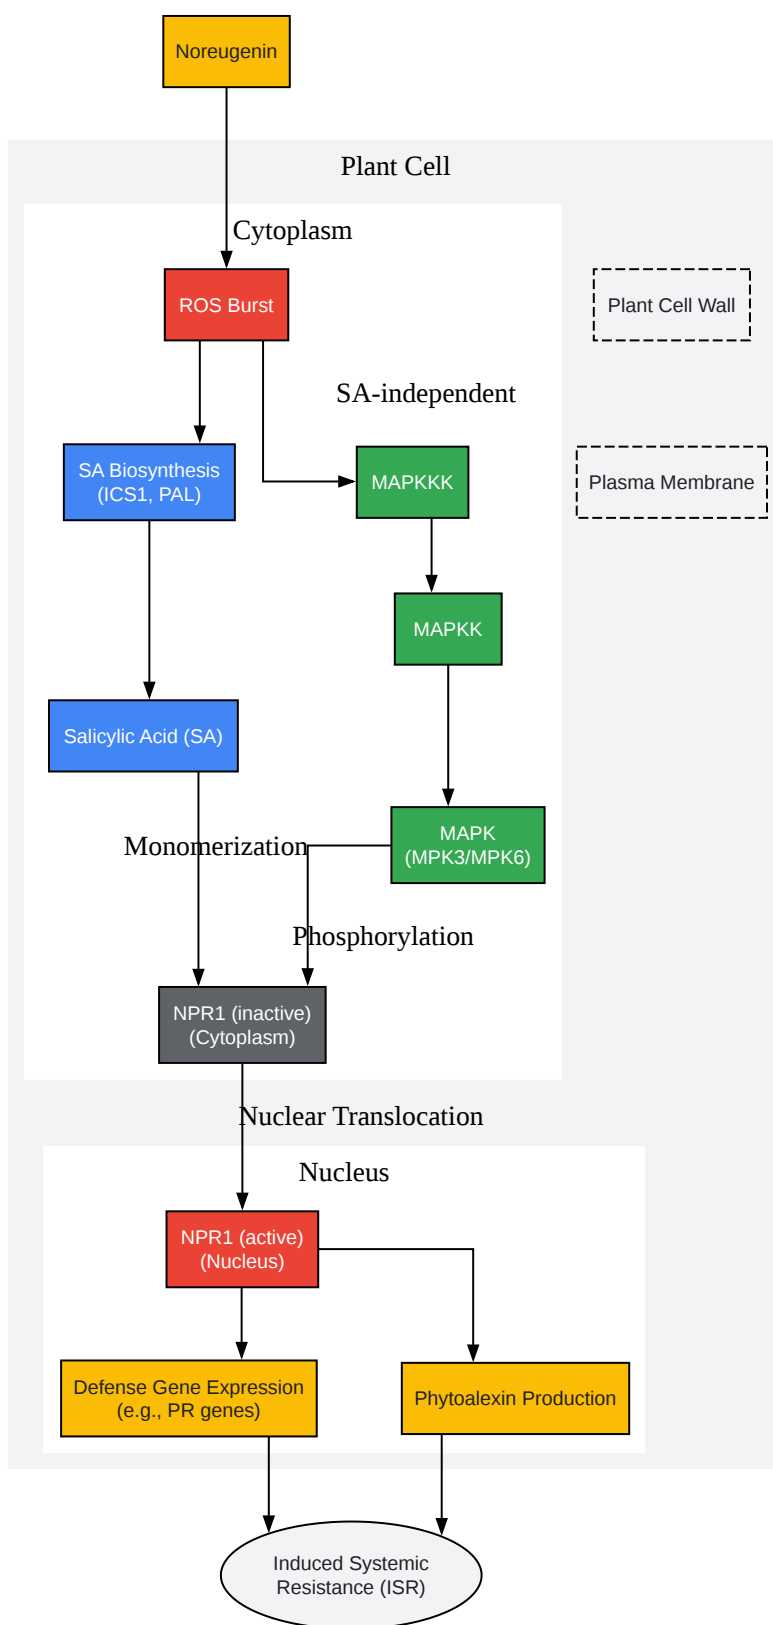 Noreugenin
Plant Cell
Cytoplasm
ROS Burst
Plant Cell Wall
SA-independent
SA Biosynthesis
(ICS1, PAL)
MAPKKK
Plasma Membrane
MAPKK
Salicylic Acid (SA)
MAPK
(MPK3/MPK6)
Monomerization
Phosphorylation
NPR1 (inactive)
(Cytoplasm)
Nuclear Translocation
Nucleus
NPR1 (active)
(Nucleus)
Defense Gene Expression
(e.g., PR genes)
Phytoalexin Production
Induced Systemic
Resistance (ISR)